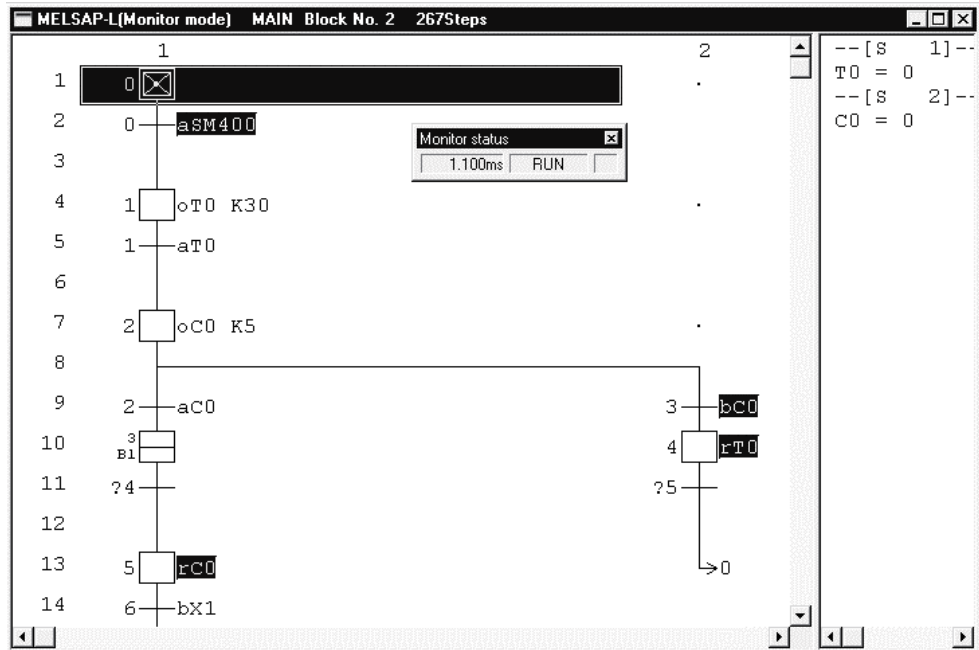 MELSAP-L(Monitor mode) MAIN Block No. 2 267Steps
1 2
1 0
2 0 aSM400
Monitor status
1.100ms RUN
3
4 1 oT0 K30
5 1 aT0
6
7 2 oC0 K5
8
9 2 aC0 3 bC0
10 3 B1 4 rT0
11 ?4 ?5
12
13 5 rC0 0
14 6 bX1
--[S 1]--
T0 = 0
--[S 2]--
C0 = 0